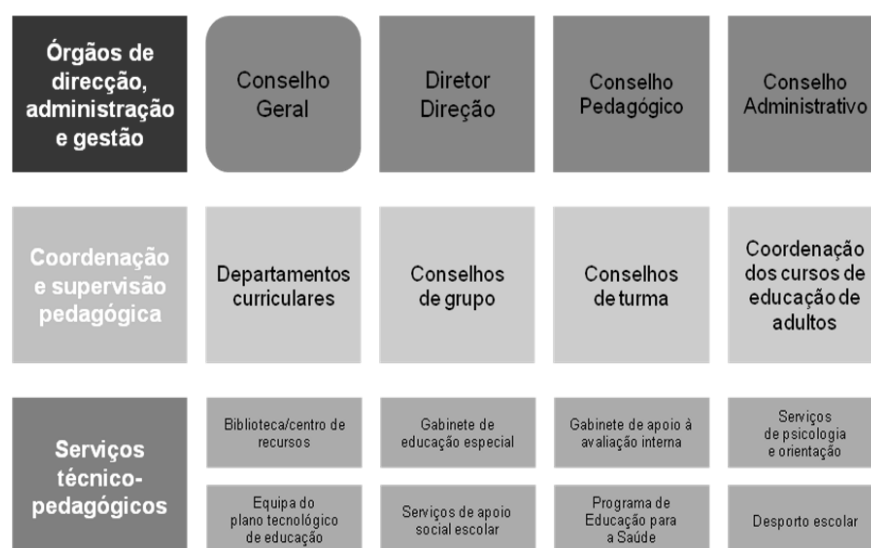 Órgãos de
direcção,
administração
e gestão
Conselho
Geral
Diretor
Direção
Conselho
Pedagógico
Conselho
Administrativo
Coordenação
e supervisão
pedagógica
Departamentos
curriculares
Conselhos
de grupo
Conselhos
de turma
Coordenação
dos cursos de
educação de
adultos
Serviços
técnico-
pedagógicos
Biblioteca/centro de
recursos
Gabinete de
educação especial
Gabinete de apoio à
avaliação interna
Serviços
de psicologia
e orientação
Equipa do
plano tecnológico
de educação
Serviços de apoio
social escolar
Programa de
Educação para
a Saúde
Desporto escolar